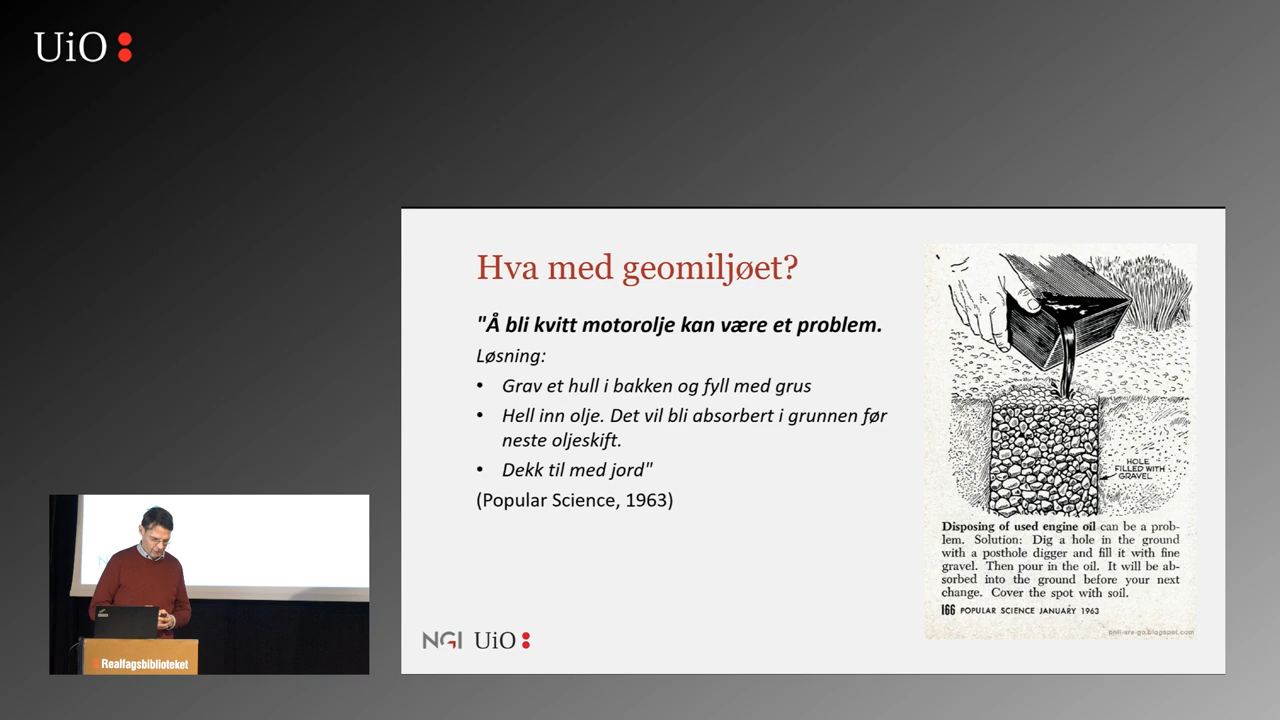 UiO
Hva med geomiljøet?
"Å bli kvitt motorolje kan være et problem.
Løsning:
• Grav et hull i bakken og fyll med grus
• Hell inn olje. Det vil bli absorbert i grunnen før
neste oljeskift.
• Dekk til med jord"
(Popular Science, 1963)
HOLE
FILLED WITH
GRAVEL
Disposing of used engine oil can be a prob-
lem. Solution: Dig a hole in the ground
with a posthole digger and fill it with fine
gravel. Then pour in the oil. It will be ab-
sorbed into the ground before your next
change. Cover the spot with soil.
166 POPULAR SCIENCE JANUARY 1963
NGI UiO
Realfagsbiblioteket